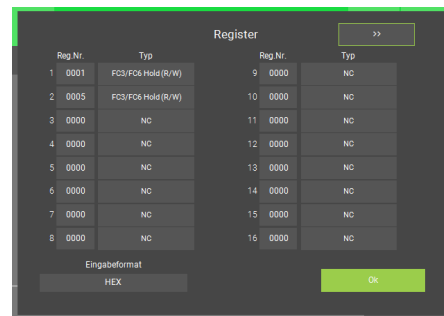 Register >>
Reg.Nr. Typ Reg.Nr. Typ
1 0001 FC3/FC6 Hold (R/W) 9 0000 NC
2 0005 FC3/FC6 Hold (R/W) 10 0000 NC
3 0000 NC 11 0000 NC
4 0000 NC 12 0000 NC
5 0000 NC 13 0000 NC
6 0000 NC 14 0000 NC
7 0000 NC 15 0000 NC
8 0000 NC 16 0000 NC
Eingabeformat
HEX Ok